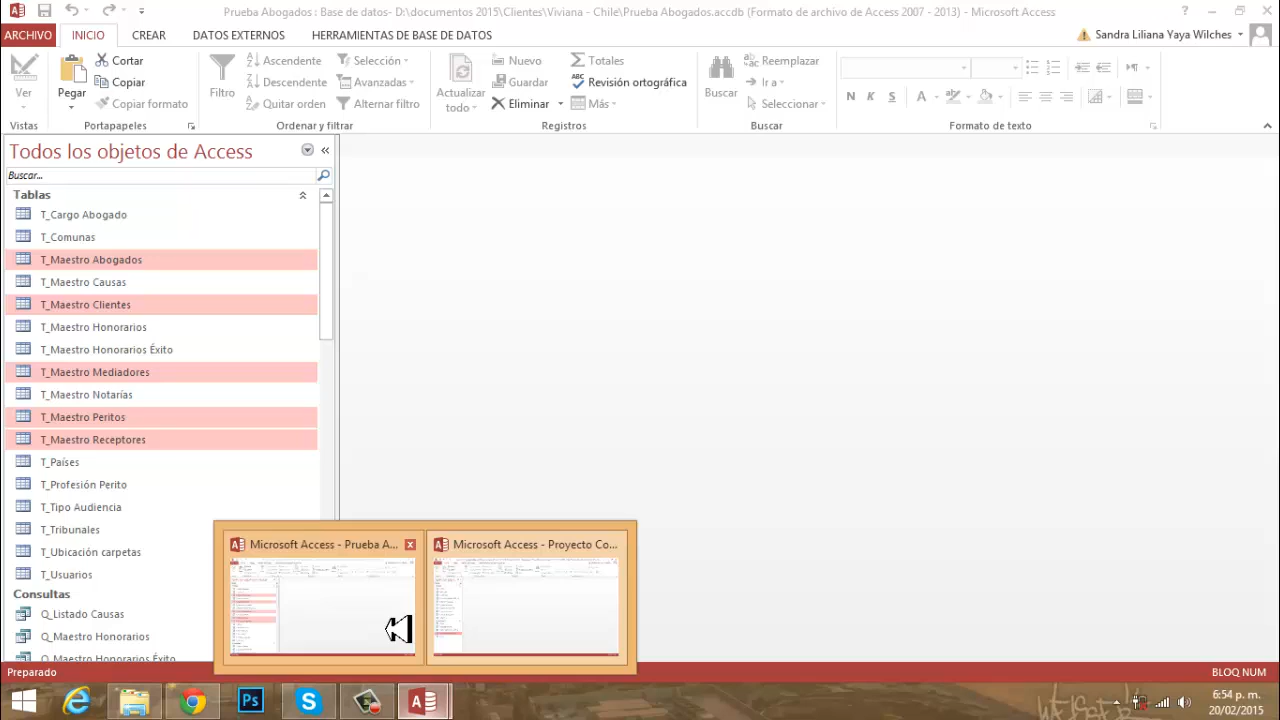 Prueba Abogados : Base de datos- D:\documentos 2015\Clientes\Viviana - Chile\Prueba Abogados.accdb (Formato de archivo de Access 2007 - 2013) - Microsoft Access
ARCHIVO INICIO CREAR DATOS EXTERNOS HERRAMIENTAS DE BASE DE DATOS Sandra Liliana Yaya Wilches
Ver
Vistas
Pegar
Cortar
Copiar
Copiar formato
Portapapeles
Filtro
Ascendente
Descendente
Quitar orden
Selección
Avanzadas
Alternar filtro
Ordenar y filtrar
Actualizar
todo
Nuevo
Guardar
Eliminar
Totales
Revisión ortográfica
Más
Registros
Buscar
Reemplazar
Ir a
Seleccionar
Buscar
N K S A
Formato de texto
Todos los objetos de Access
Buscar...
Tablas
T_Cargo Abogado
T_Comunas
T_Maestro Abogados
T_Maestro Causas
T_Maestro Clientes
T_Maestro Honorarios
T_Maestro Honorarios Éxito
T_Maestro Mediadores
T_Maestro Notarías
T_Maestro Peritos
T_Maestro Receptores
T_Países
T_Profesión Perito
T_Tipo Audiencia
T_Tribunales
T_Ubicación carpetas
T_Usuarios
Consultas
Q_Listado Causas
Q_Maestro Honorarios
Q_Maestro Honorarios Éxito
Microsoft Access - Prueba A...
Microsoft Access - Proyecto Co...
Preparado
BLOQ NUM
6:54 p. m.
20/02/2015